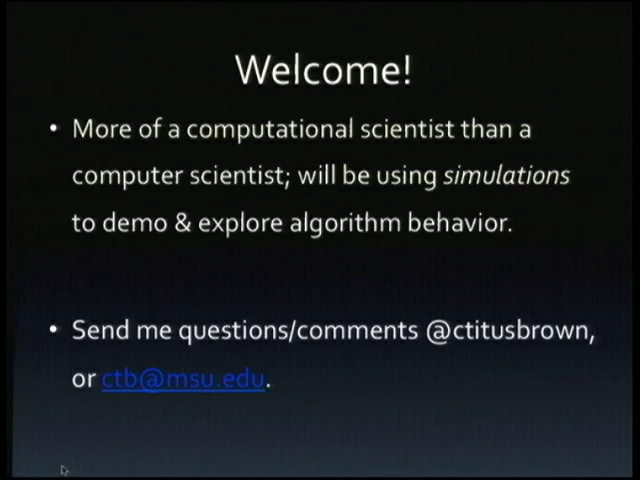 Welcome!
• More of a computational scientist than a
computer scientist; will be using simulations
to demo & explore algorithm behavior.
• Send me questions/comments @ctitusbrown,
or ctb@msu.edu.